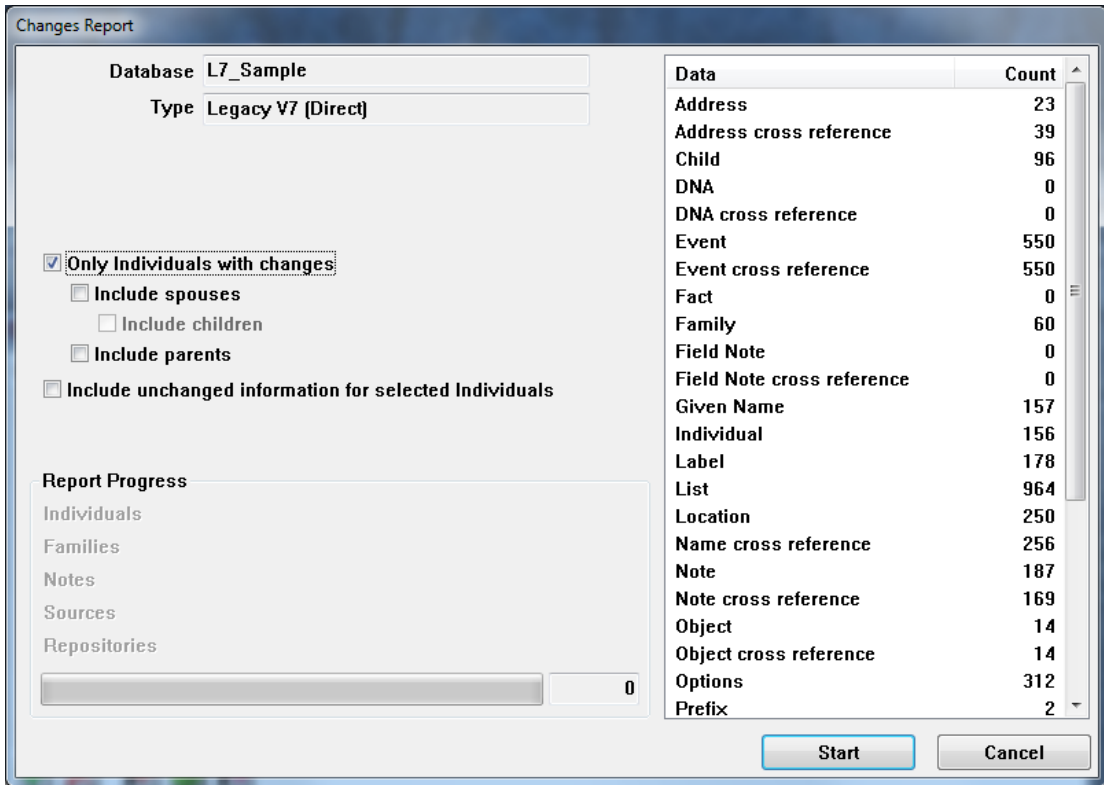 Changes Report
Database L7_Sample
Type Legacy V7 (Direct)
Only Individuals with changes
Include spouses
Include children
Include parents
Include unchanged information for selected Individuals
Report Progress
Individuals
Families
Notes
Sources
Repositories
0
Data Count
Address 23
Address cross reference 39
Child 96
DNA 0
DNA cross reference 0
Event 550
Event cross reference 550
Fact 0
Family 60
Field Note 0
Field Note cross reference 0
Given Name 157
Individual 156
Label 178
List 964
Location 250
Name cross reference 256
Note 187
Note cross reference 169
Object 14
Object cross reference 14
Options 312
Prefix 2
Start Cancel